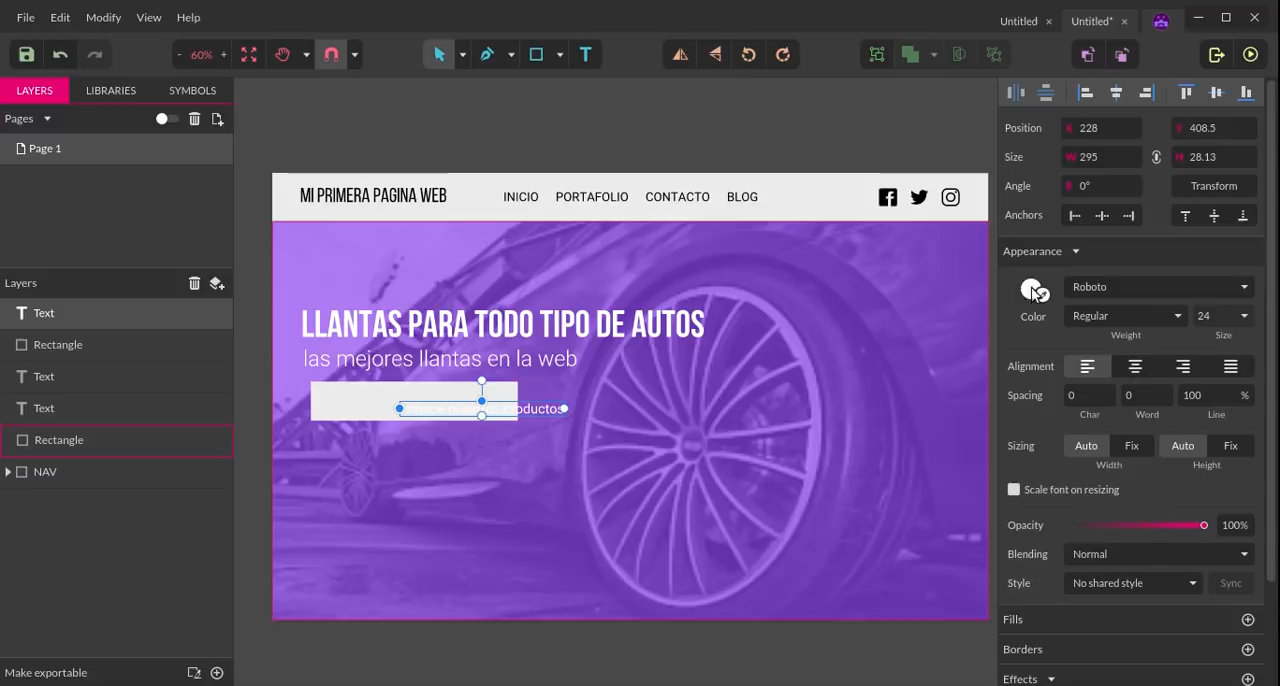 File Edit Modify View Help
Untitled × Untitled* ×
- 60% +
LAYERS LIBRARIES SYMBOLS
Pages
Page 1
Layers
Text
Rectangle
Text
Text
Rectangle
NAV
Make exportable
MI PRIMERA PAGINA WEB INICIO PORTAFOLIO CONTACTO BLOG
LLANTAS PARA TODO TIPO DE AUTOS
las mejores llantas en la web
productos
Position X 228 Y 408.5
Size W 295 H 28.13
Angle R 0° Transform
Anchors
Appearance
Color
Roboto
Regular 24
Weight Size
Alignment
Spacing 0 0 100 %
Char Word Line
Sizing Auto Fix Auto Fix
Width Height
Scale font on resizing
Opacity 100%
Blending Normal
Style No shared style Sync
Fills
Borders
Effects